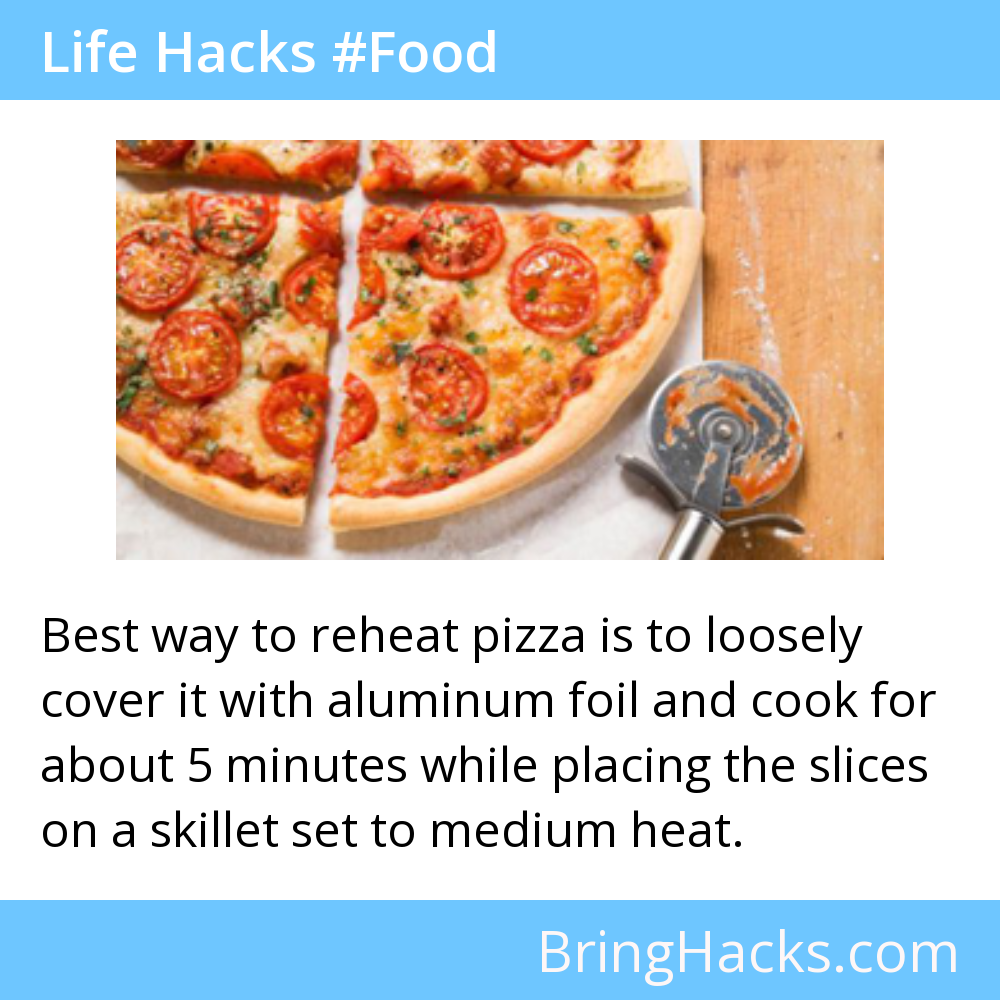 Life Hacks #Food
Best way to reheat pizza is to loosely
cover it with aluminum foil and cook for
about 5 minutes while placing the slices
on a skillet set to medium heat.
BringHacks.com